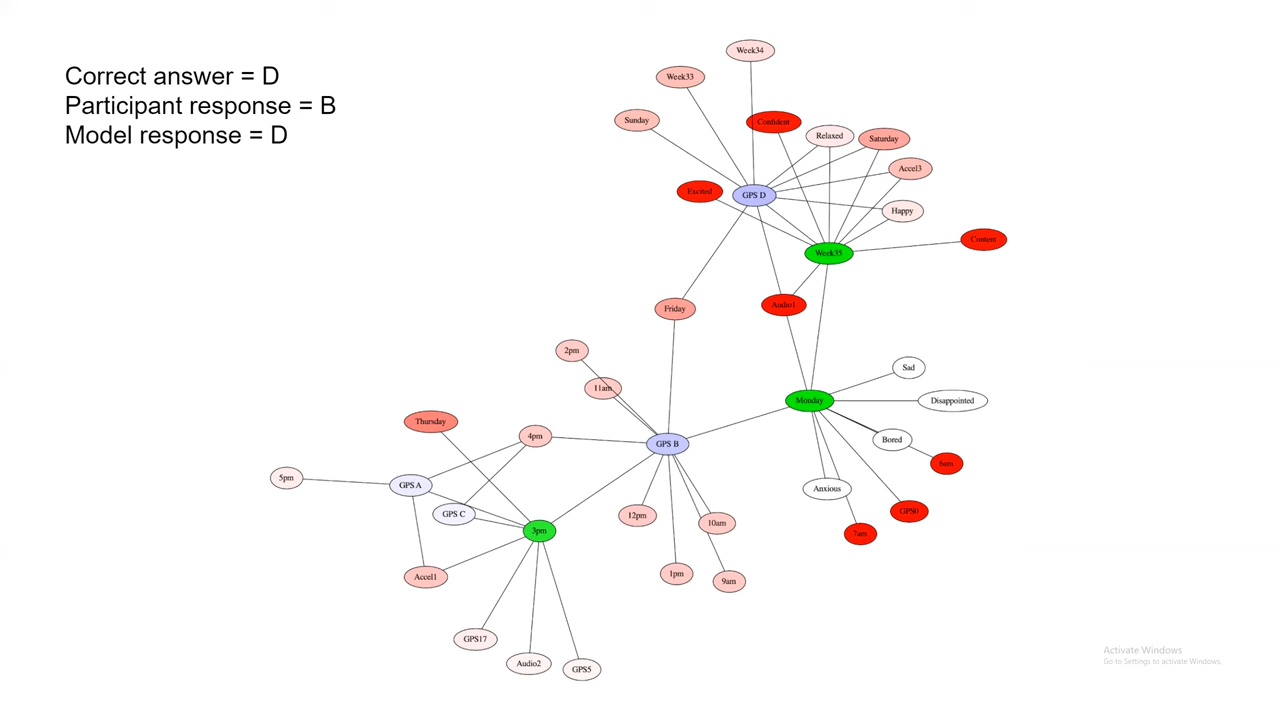 Correct answer = D
Participant response = B
Model response = D
Week34
Week33
Sunday
Confident
Relaxed
Saturday
Accel3
Excited
GPS D
Happy
Content
Week35
Audio1
Friday
2pm
11am
Sad
Monday
Disappointed
Thursday
4pm
GPS B
Bored
6am
5pm
GPS A
Anxious
GPS C
12pm
10am
GPS0
3pm
7am
Accel1
1pm
9am
GPS17
Audio2
GPS5
Activate Windows
Go to Settings to activate Windows.